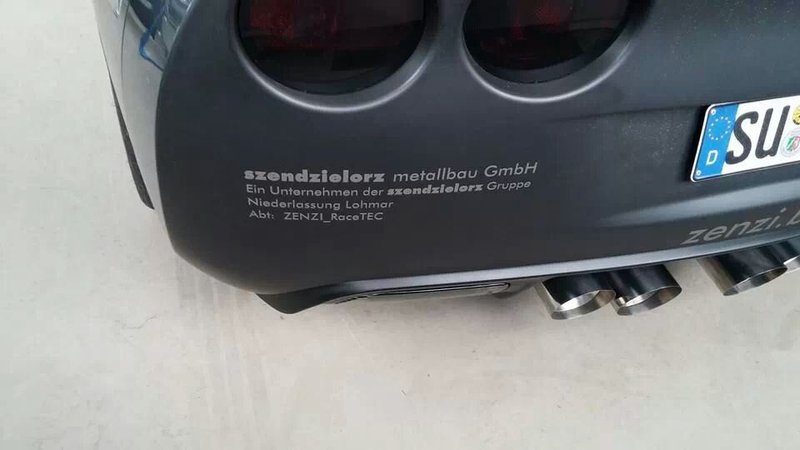 szendzielorz metallbau GmbH
Ein Unternehmen der szendzielorz Gruppe
Niederlassung Lohmar
Abt: ZENZI_RaceTEC
D
SU
zenzi.